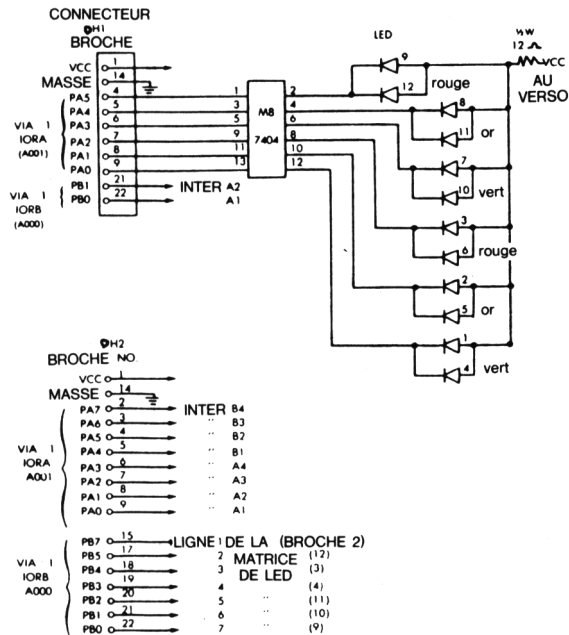 CONNECTEUR
DH1
BROCHE
VCC 1
MASSE 14
PA5 4
PA4 5
PA3 6
PA2 7
PA1 8
PA0 9
PB1 21 INTER A2
PB0 22 A1
VIA 1
IORA
(A001)
VIA 1
IORB
(A000)
1
3
5
9
11
13
M8
7404
2
4
6
8
10
12
LED
9
12 rouge
8
11 or
7
10 vert
3
6 rouge
2
5 or
1
4 vert
½W
12 Ω
VCC
AU
VERSO
DH2
BROCHE NO.
VCC 1
MASSE 14
PA7 2 INTER B4
PA6 3 " B3
PA5 4 " B2
PA4 5 " B1
PA3 6 " A4
PA2 7 " A3
PA1 8 " A2
PA0 9 " A1
VIA 1
IORA
A001
PB7 15 LIGNE 1 DE LA (BROCHE 2)
PB5 17 2 MATRICE (12)
PB4 18 3 DE LED (3)
PB3 19 4 (4)
PB2 20 5 " (11)
PB1 21 6 " (10)
PB0 22 7 " (9)
VIA 1
IORB
A000